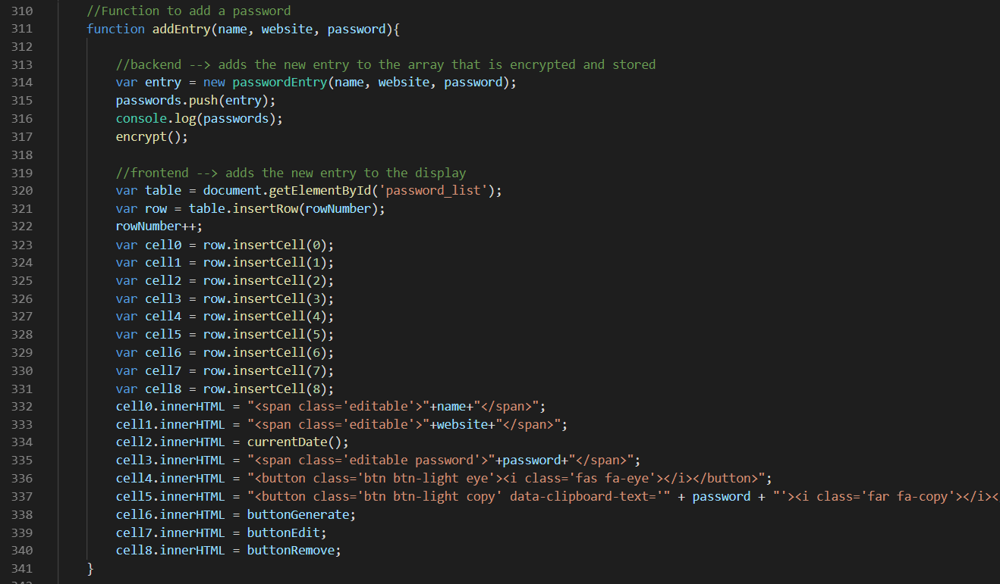 310 //Function to add a password
311 function addEntry(name, website, password){
312
313 //backend --> adds the new entry to the array that is encrypted and stored
314 var entry = new passwordEntry(name, website, password);
315 passwords.push(entry);
316 console.log(passwords);
317 encrypt();
318
319 //frontend --> adds the new entry to the display
320 var table = document.getElementById('password_list');
321 var row = table.insertRow(rowNumber);
322 rowNumber++;
323 var cell0 = row.insertCell(0);
324 var cell1 = row.insertCell(1);
325 var cell2 = row.insertCell(2);
326 var cell3 = row.insertCell(3);
327 var cell4 = row.insertCell(4);
328 var cell5 = row.insertCell(5);
329 var cell6 = row.insertCell(6);
330 var cell7 = row.insertCell(7);
331 var cell8 = row.insertCell(8);
332 cell0.innerHTML = "<span class='editable'>"+name+"</span>";
333 cell1.innerHTML = "<span class='editable'>"+website+"</span>";
334 cell2.innerHTML = currentDate();
335 cell3.innerHTML = "<span class='editable password'>"+password+"</span>";
336 cell4.innerHTML = "<button class='btn btn-light eye'><i class='fas fa-eye'></i></button>";
337 cell5.innerHTML = "<button class='btn btn-light copy' data-clipboard-text='" + password + "'><i class='far fa-copy'></i><
338 cell6.innerHTML = buttonGenerate;
339 cell7.innerHTML = buttonEdit;
340 cell8.innerHTML = buttonRemove;
341 }